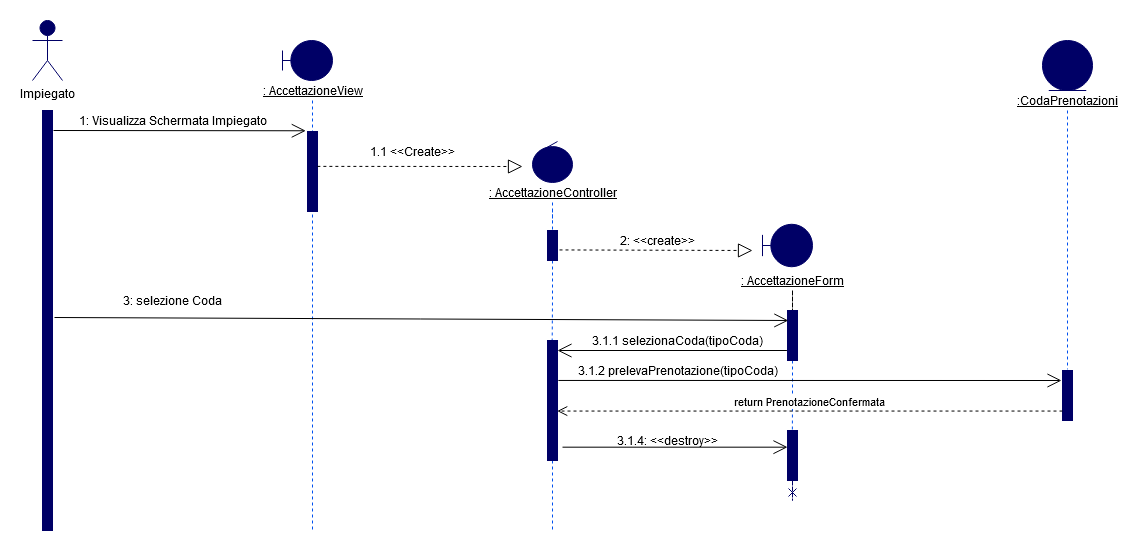 Impiegato
: AccettazioneView
:CodaPrenotazioni
1: Visualizza Schermata Impiegato
1.1 <<Create>>
: AccettazioneController
2: <<create>>
: AccettazioneForm
3: selezione Coda
3.1.1 selezionaCoda(tipoCoda)
3.1.2 prelevaPrenotazione(tipoCoda)
return PrenotazioneConfermata
3.1.4: <<destroy>>